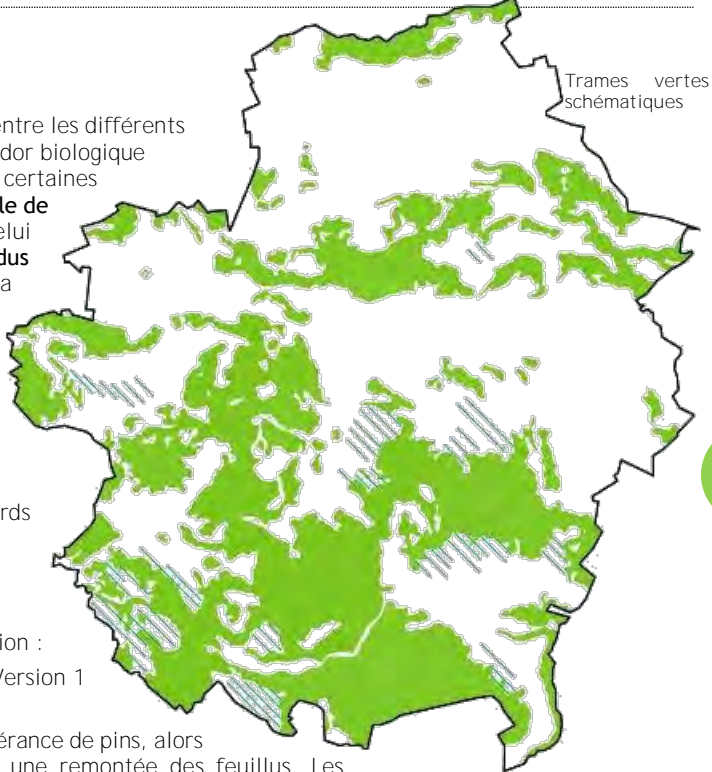 Trames vertes
schématiques
entre les différents
dor biologique
certaines
le de
elui
dus
a
rds
ion :
Version 1
érance de pins, alors
une remontée des feuillus. Les